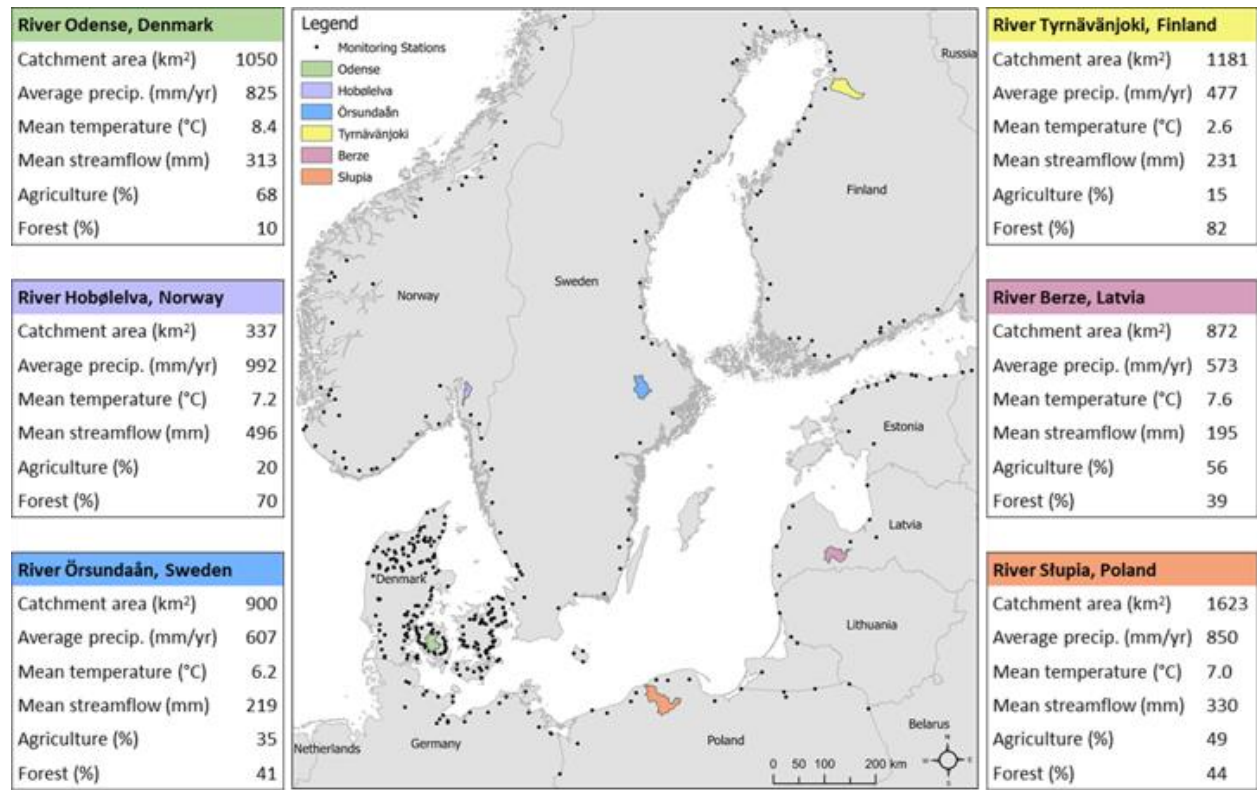 River Odense, Denmark
Catchment area (km²) 1050
Average precip. (mm/yr) 825
Mean temperature (°C) 8.4
Mean streamflow (mm) 313
Agriculture (%) 68
Forest (%) 10
River Hobølelva, Norway
Catchment area (km²) 337
Average precip. (mm/yr) 992
Mean temperature (°C) 7.2
Mean streamflow (mm) 496
Agriculture (%) 20
Forest (%) 70
River Örsundaån, Sweden
Catchment area (km²) 900
Average precip. (mm/yr) 607
Mean temperature (°C) 6.2
Mean streamflow (mm) 219
Agriculture (%) 35
Forest (%) 41
Legend
Monitoring Stations
Odense
Hobølelva
Örsundaån
Tyrnävänjoki
Berze
Słupia
Russia
Finland
Sweden
Norway
Estonia
Latvia
Denmark
Lithuania
Belarus
Netherlands
Germany
Poland
N
W E
S
0 50 100 200 km
River Tyrnävänjoki, Finland
Catchment area (km²) 1181
Average precip. (mm/yr) 477
Mean temperature (°C) 2.6
Mean streamflow (mm) 231
Agriculture (%) 15
Forest (%) 82
River Berze, Latvia
Catchment area (km²) 872
Average precip. (mm/yr) 573
Mean temperature (°C) 7.6
Mean streamflow (mm) 195
Agriculture (%) 56
Forest (%) 39
River Słupia, Poland
Catchment area (km²) 1623
Average precip. (mm/yr) 850
Mean temperature (°C) 7.0
Mean streamflow (mm) 330
Agriculture (%) 49
Forest (%) 44